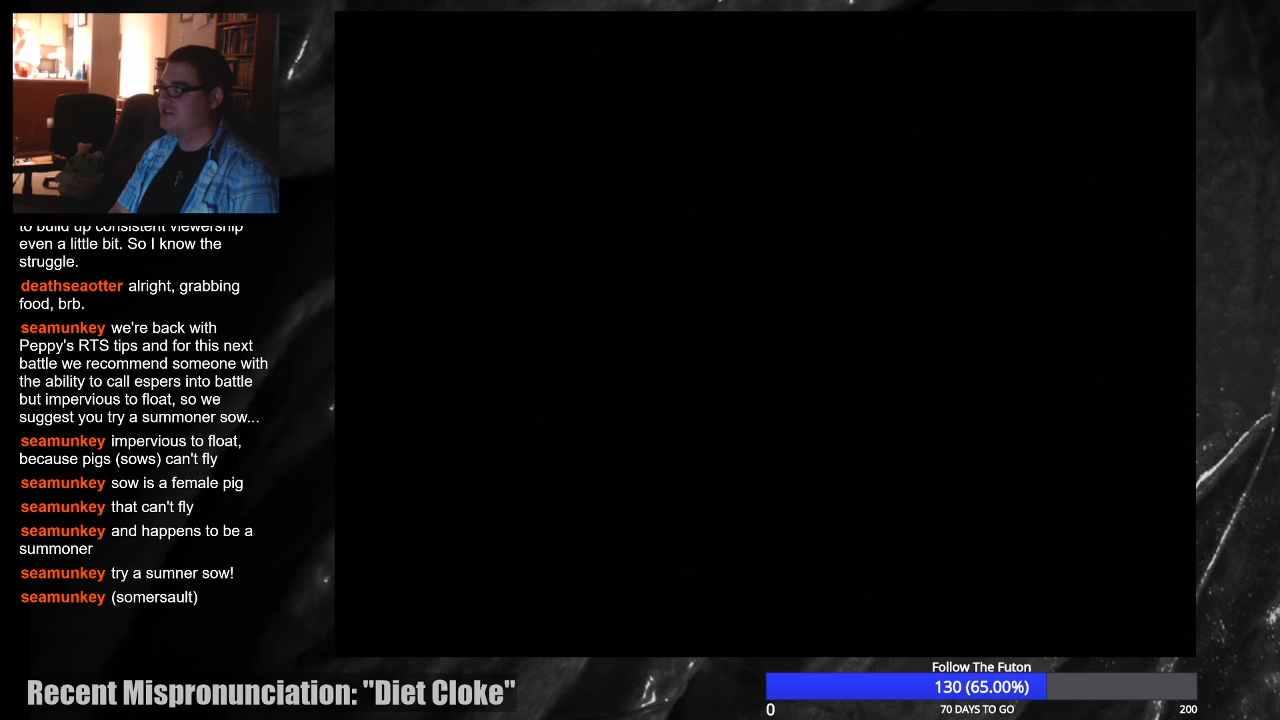 to build up consistent viewership
even a little bit. So I know the
struggle.
deathseaotter alright, grabbing
food, brb.
seamunkey we're back with
Peppy's RTS tips and for this next
battle we recommend someone with
the ability to call espers into battle
but impervious to float, so we
suggest you try a summoner sow...
seamunkey impervious to float,
because pigs (sows) can't fly
seamunkey sow is a female pig
seamunkey that can't fly
seamunkey and happens to be a
summoner
seamunkey try a sumner sow!
seamunkey (somersault)
Recent Mispronunciation: "Diet Cloke"
Follow The Futon
130 (65.00%)
0 70 DAYS TO GO 200